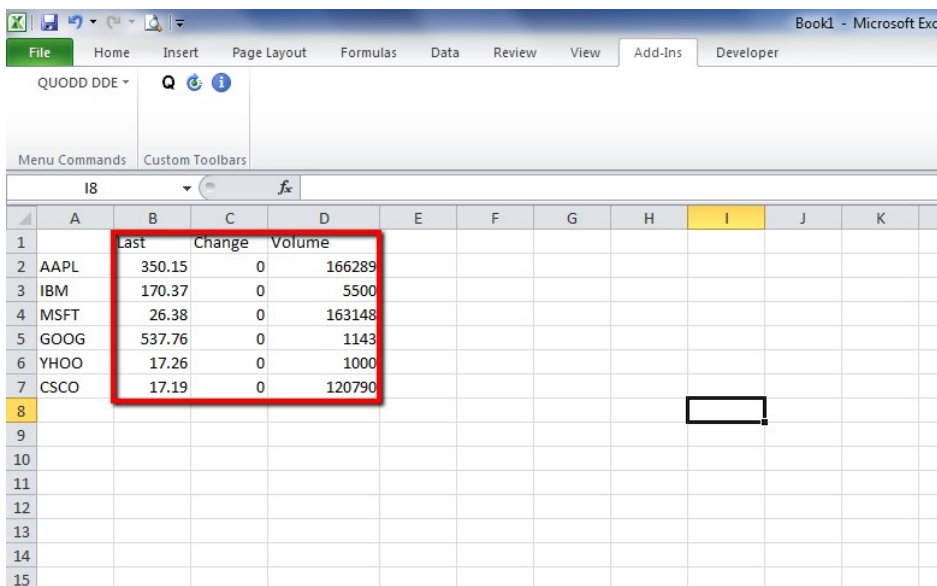 Book1 - Microsoft Exc
File Home Insert Page Layout Formulas Data Review View Add-Ins Developer
QUODD DDE Q i
Menu Commands Custom Toolbars
I8 fx
A B C D E F G H I J K
1 Last Change Volume
2 AAPL 350.15 0 166289
3 IBM 170.37 0 5500
4 MSFT 26.38 0 163148
5 GOOG 537.76 0 1143
6 YHOO 17.26 0 1000
7 CSCO 17.19 0 120790
8
9
10
11
12
13
14
15